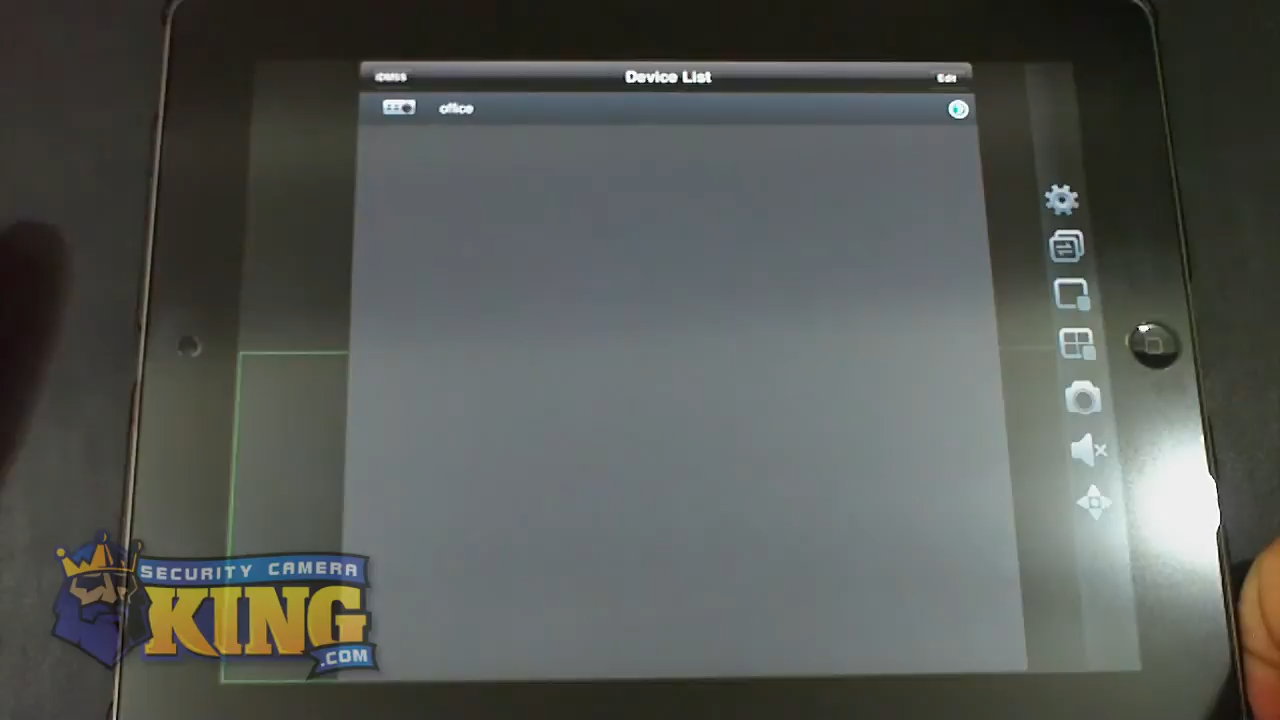 iDMSS
Device List
Edit
office
SECURITY CAMERA
KING
.COM